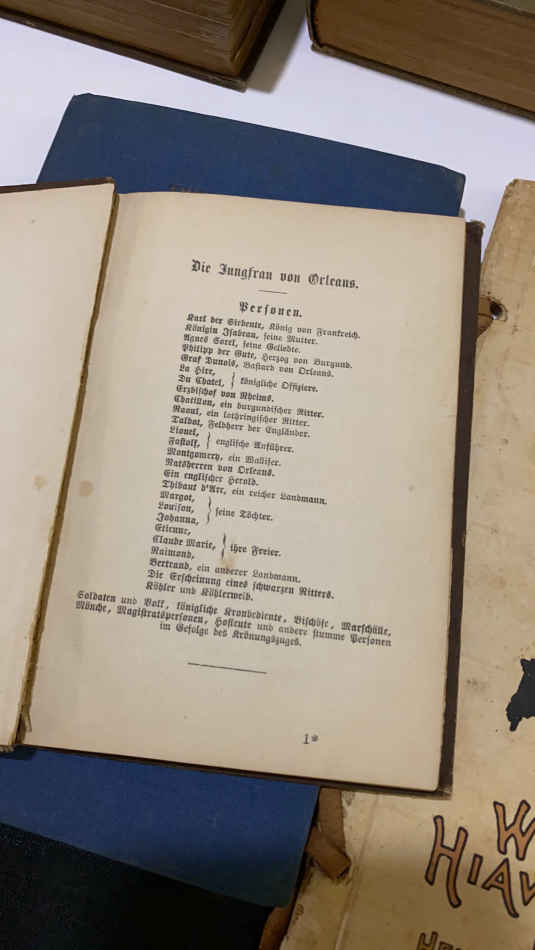 Die Jungfrau von Orleans.
Personen.
Karl der Siebente, König von Frankreich.
Königin Isabeau, seine Mutter.
Agnes Sorel, seine Geliebte.
Philipp der Gute, Herzog von Burgund.
Graf Dunois, Bastard von Orleans.
La Hire,
Du Chatel, } königliche Offiziere.
Erzbischof von Rheims.
Chatillon, ein burgundischer Ritter.
Raoul, ein lothringischer Ritter.
Talbot, Feldherr der Engländer.
Lionel,
Fastolf, } englische Anführer.
Montgomery, ein Walliser.
Ratsherren von Orleans.
Ein englischer Herold.
Thibaut d'Arc, ein reicher Landmann.
Margot,
Louison, } seine Töchter.
Johanna,
Etienne,
Claude Marie, } ihre Freier.
Raimond,
Bertrand, ein anderer Landmann.
Die Erscheinung eines schwarzen Ritters.
Köhler und Köhlerweib.
Soldaten und Volk, königliche Kronbediente, Bischöfe, Marschälle,
Mönche, Magistratspersonen, Hofleute und andere stumme Personen
im Gefolge des Krönungszuges.
1*